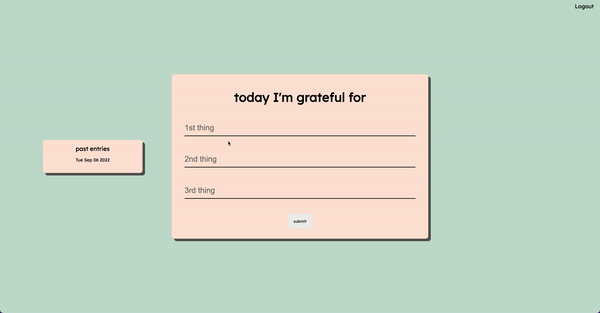 Logout
today I'm grateful for
1st thing
2nd thing
3rd thing
submit
past entries
Tue Sep 06 2022